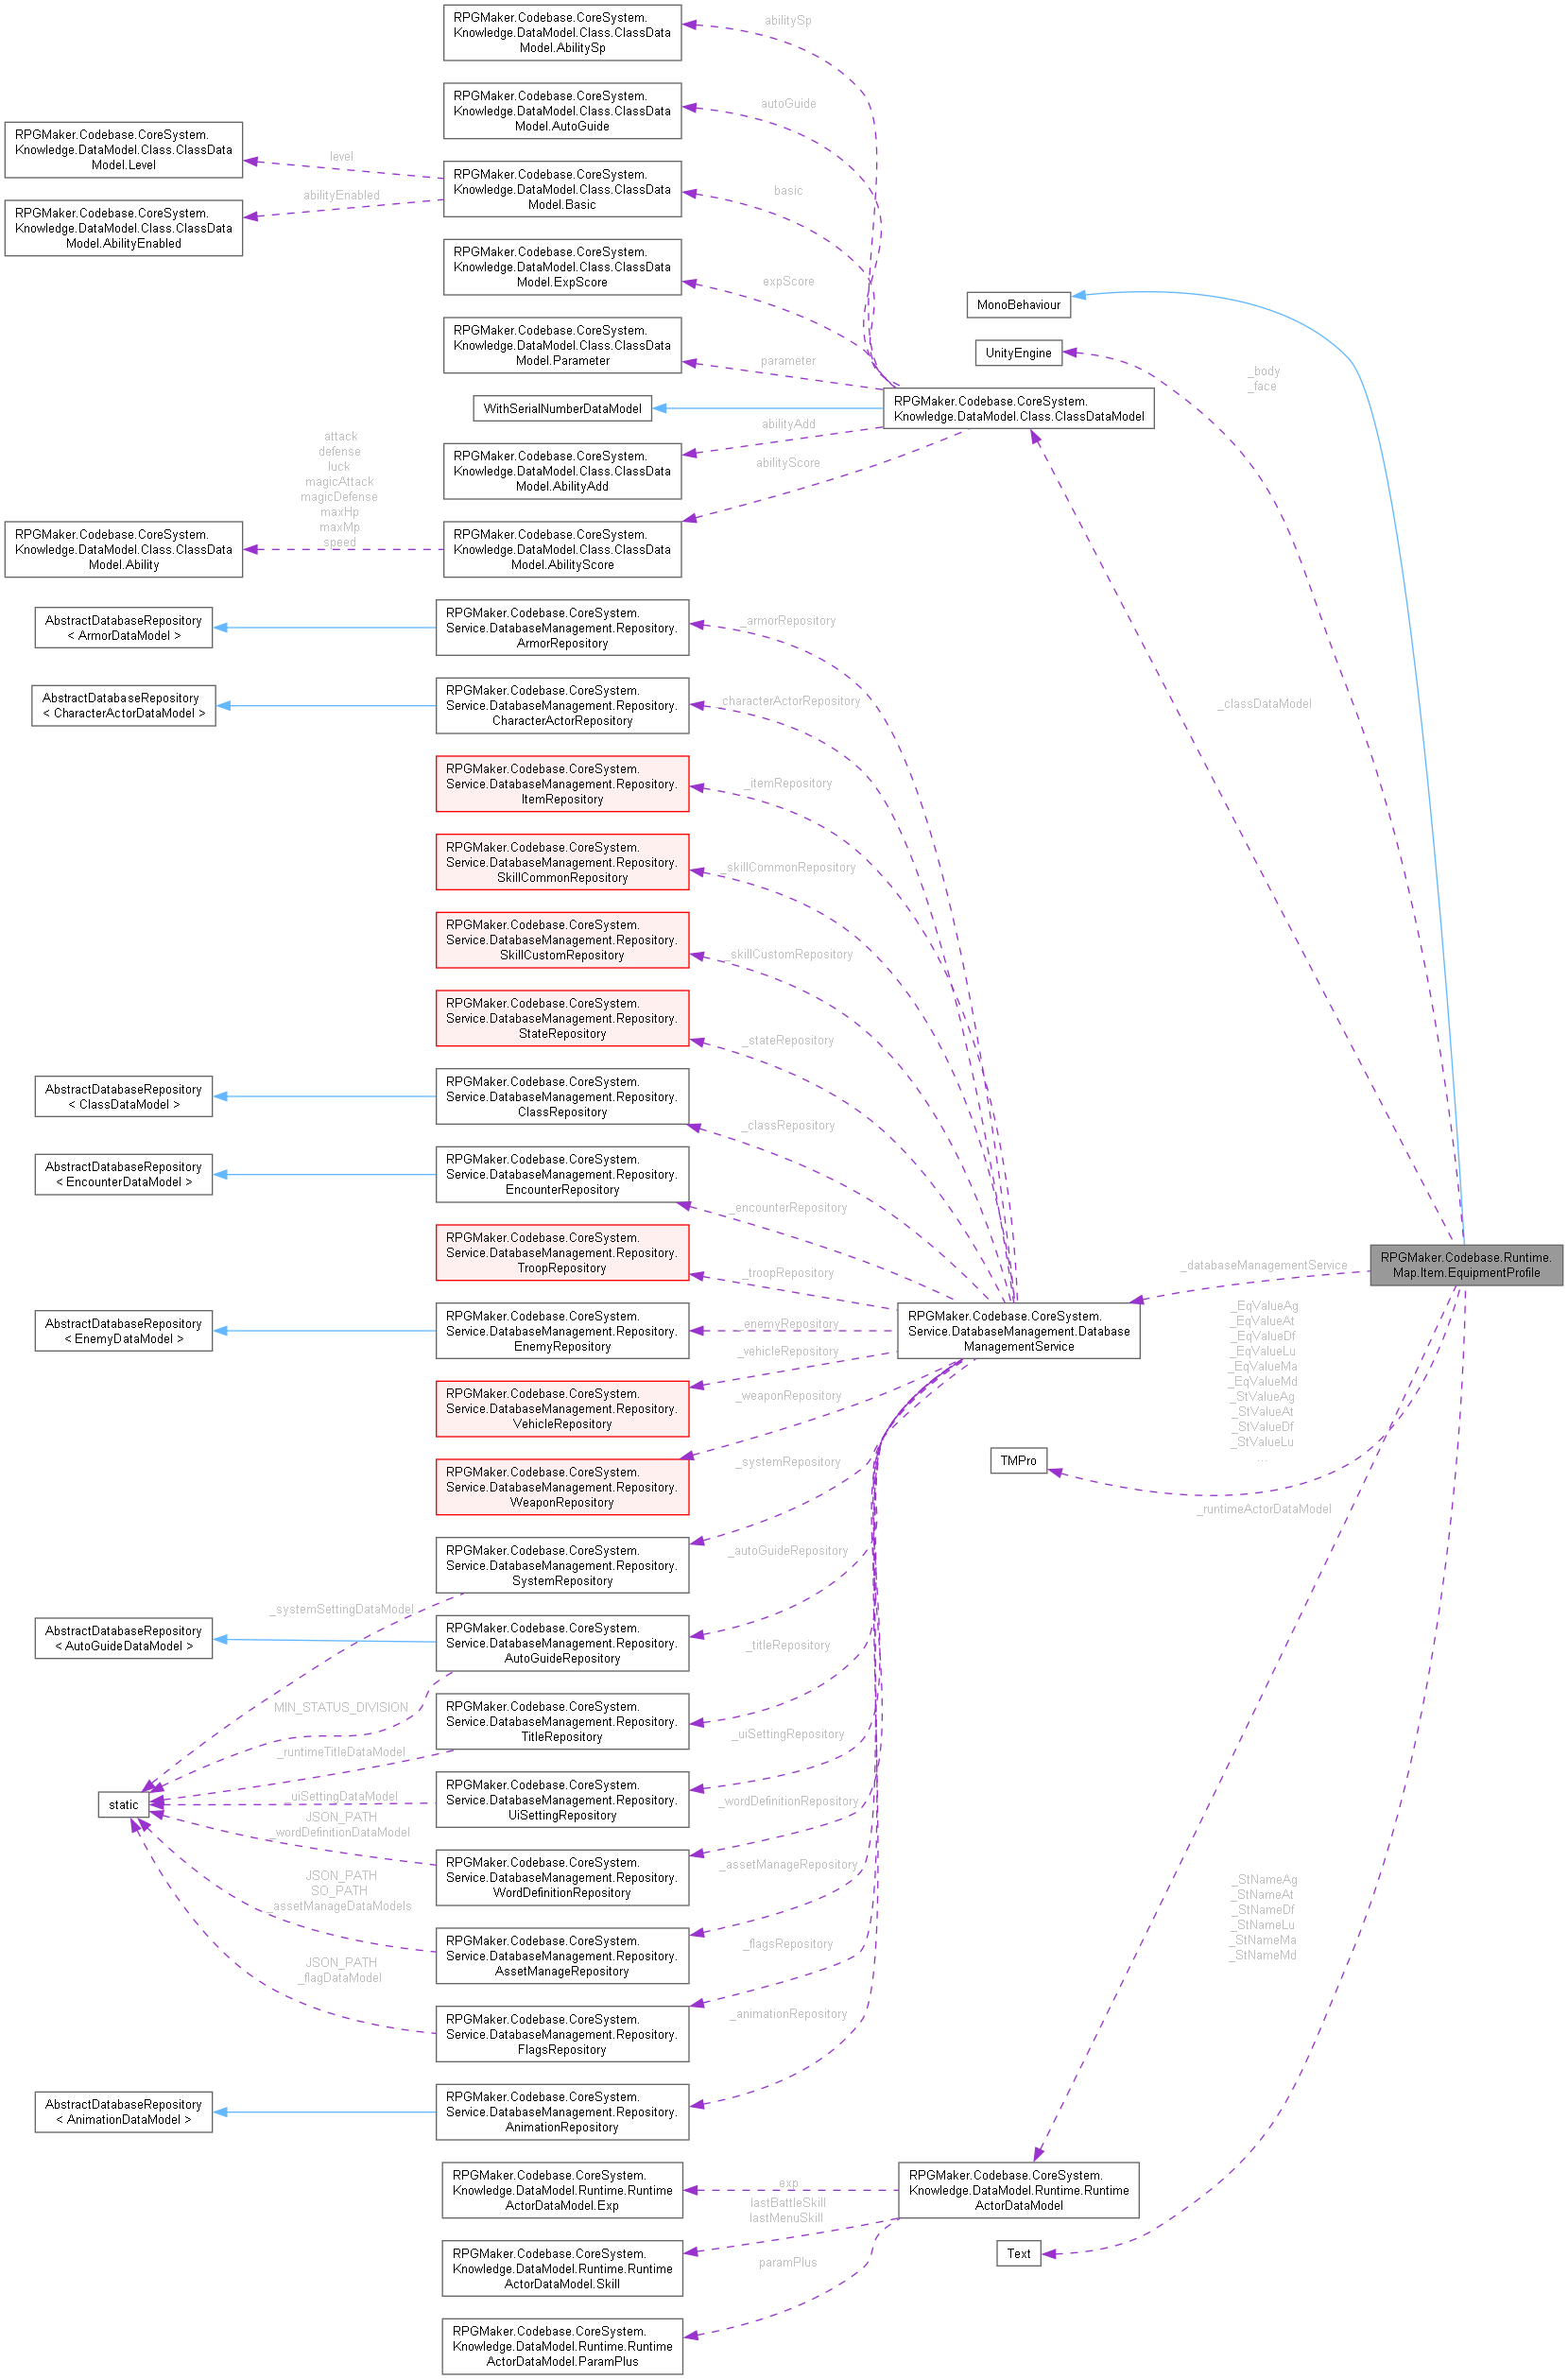 RPGMaker.Codebase.CoreSystem.
Knowledge.DataModel.Class.ClassData
Model.AbilitySp
abilitySp
RPGMaker.Codebase.CoreSystem.
Knowledge.DataModel.Class.ClassData
Model.AutoGuide
autoGuide
RPGMaker.Codebase.CoreSystem.
Knowledge.DataModel.Class.ClassData
Model.Level
level
RPGMaker.Codebase.CoreSystem.
Knowledge.DataModel.Class.ClassData
Model.Basic
basic
RPGMaker.Codebase.CoreSystem.
Knowledge.DataModel.Class.ClassData
Model.AbilityEnabled
abilityEnabled
RPGMaker.Codebase.CoreSystem.
Knowledge.DataModel.Class.ClassData
Model.ExpScore
expScore
MonoBehaviour
RPGMaker.Codebase.CoreSystem.
Knowledge.DataModel.Class.ClassData
Model.Parameter
parameter
UnityEngine
_body
_face
WithSerialNumberDataModel
RPGMaker.Codebase.CoreSystem.
Knowledge.DataModel.Class.ClassDataModel
RPGMaker.Codebase.CoreSystem.
Knowledge.DataModel.Class.ClassData
Model.AbilityAdd
abilityAdd
abilityScore
attack
defense
luck
magicAttack
magicDefense
maxHp
maxMp
speed
RPGMaker.Codebase.CoreSystem.
Knowledge.DataModel.Class.ClassData
Model.Ability
RPGMaker.Codebase.CoreSystem.
Knowledge.DataModel.Class.ClassData
Model.AbilityScore
AbstractDatabaseRepository
< ArmorDataModel >
RPGMaker.Codebase.CoreSystem.
Service.DatabaseManagement.Repository.
ArmorRepository
_armorRepository
AbstractDatabaseRepository
< CharacterActorDataModel >
RPGMaker.Codebase.CoreSystem.
Service.DatabaseManagement.Repository.
CharacterActorRepository
_characterActorRepository
_classDataModel
RPGMaker.Codebase.CoreSystem.
Service.DatabaseManagement.Repository.
ItemRepository
_itemRepository
RPGMaker.Codebase.CoreSystem.
Service.DatabaseManagement.Repository.
SkillCommonRepository
_skillCommonRepository
RPGMaker.Codebase.CoreSystem.
Service.DatabaseManagement.Repository.
SkillCustomRepository
_skillCustomRepository
RPGMaker.Codebase.CoreSystem.
Service.DatabaseManagement.Repository.
StateRepository
_stateRepository
AbstractDatabaseRepository
< ClassDataModel >
RPGMaker.Codebase.CoreSystem.
Service.DatabaseManagement.Repository.
ClassRepository
_classRepository
AbstractDatabaseRepository
< EncounterDataModel >
RPGMaker.Codebase.CoreSystem.
Service.DatabaseManagement.Repository.
EncounterRepository
_encounterRepository
RPGMaker.Codebase.CoreSystem.
Service.DatabaseManagement.Repository.
TroopRepository
_troopRepository
_databaseManagementService
RPGMaker.Codebase.Runtime.
Map.Item.EquipmentProfile
AbstractDatabaseRepository
< EnemyDataModel >
RPGMaker.Codebase.CoreSystem.
Service.DatabaseManagement.Repository.
EnemyRepository
_enemyRepository
RPGMaker.Codebase.CoreSystem.
Service.DatabaseManagement.Database
ManagementService
_EqValueAg
_EqValueAt
_EqValueDf
_EqValueLu
_EqValueMa
_EqValueMd
_StValueAg
_StValueAt
_StValueDf
_StValueLu
...
RPGMaker.Codebase.CoreSystem.
Service.DatabaseManagement.Repository.
VehicleRepository
_vehicleRepository
RPGMaker.Codebase.CoreSystem.
Service.DatabaseManagement.Repository.
WeaponRepository
_weaponRepository
TMPro
_runtimeActorDataModel
RPGMaker.Codebase.CoreSystem.
Service.DatabaseManagement.Repository.
SystemRepository
_systemRepository
_systemSettingDataModel
AbstractDatabaseRepository
< AutoGuideDataModel >
RPGMaker.Codebase.CoreSystem.
Service.DatabaseManagement.Repository.
AutoGuideRepository
_autoGuideRepository
MIN_STATUS_DIVISION
RPGMaker.Codebase.CoreSystem.
Service.DatabaseManagement.Repository.
TitleRepository
_titleRepository
_runtimeTitleDataModel
static
RPGMaker.Codebase.CoreSystem.
Service.DatabaseManagement.Repository.
UiSettingRepository
_uiSettingRepository
_uiSettingDataModel
JSON_PATH
_wordDefinitionDataModel
RPGMaker.Codebase.CoreSystem.
Service.DatabaseManagement.Repository.
WordDefinitionRepository
_wordDefinitionRepository
JSON_PATH
SO_PATH
_assetManageDataModels
RPGMaker.Codebase.CoreSystem.
Service.DatabaseManagement.Repository.
AssetManageRepository
_assetManageRepository
_StNameAg
_StNameAt
_StNameDf
_StNameLu
_StNameMa
_StNameMd
JSON_PATH
_flagDataModel
RPGMaker.Codebase.CoreSystem.
Service.DatabaseManagement.Repository.
FlagsRepository
_flagsRepository
AbstractDatabaseRepository
< AnimationDataModel >
RPGMaker.Codebase.CoreSystem.
Service.DatabaseManagement.Repository.
AnimationRepository
_animationRepository
RPGMaker.Codebase.CoreSystem.
Knowledge.DataModel.Runtime.Runtime
ActorDataModel.Exp
exp
RPGMaker.Codebase.CoreSystem.
Knowledge.DataModel.Runtime.Runtime
ActorDataModel
lastBattleSkill
lastMenuSkill
RPGMaker.Codebase.CoreSystem.
Knowledge.DataModel.Runtime.Runtime
ActorDataModel.Skill
Text
paramPlus
RPGMaker.Codebase.CoreSystem.
Knowledge.DataModel.Runtime.Runtime
ActorDataModel.ParamPlus